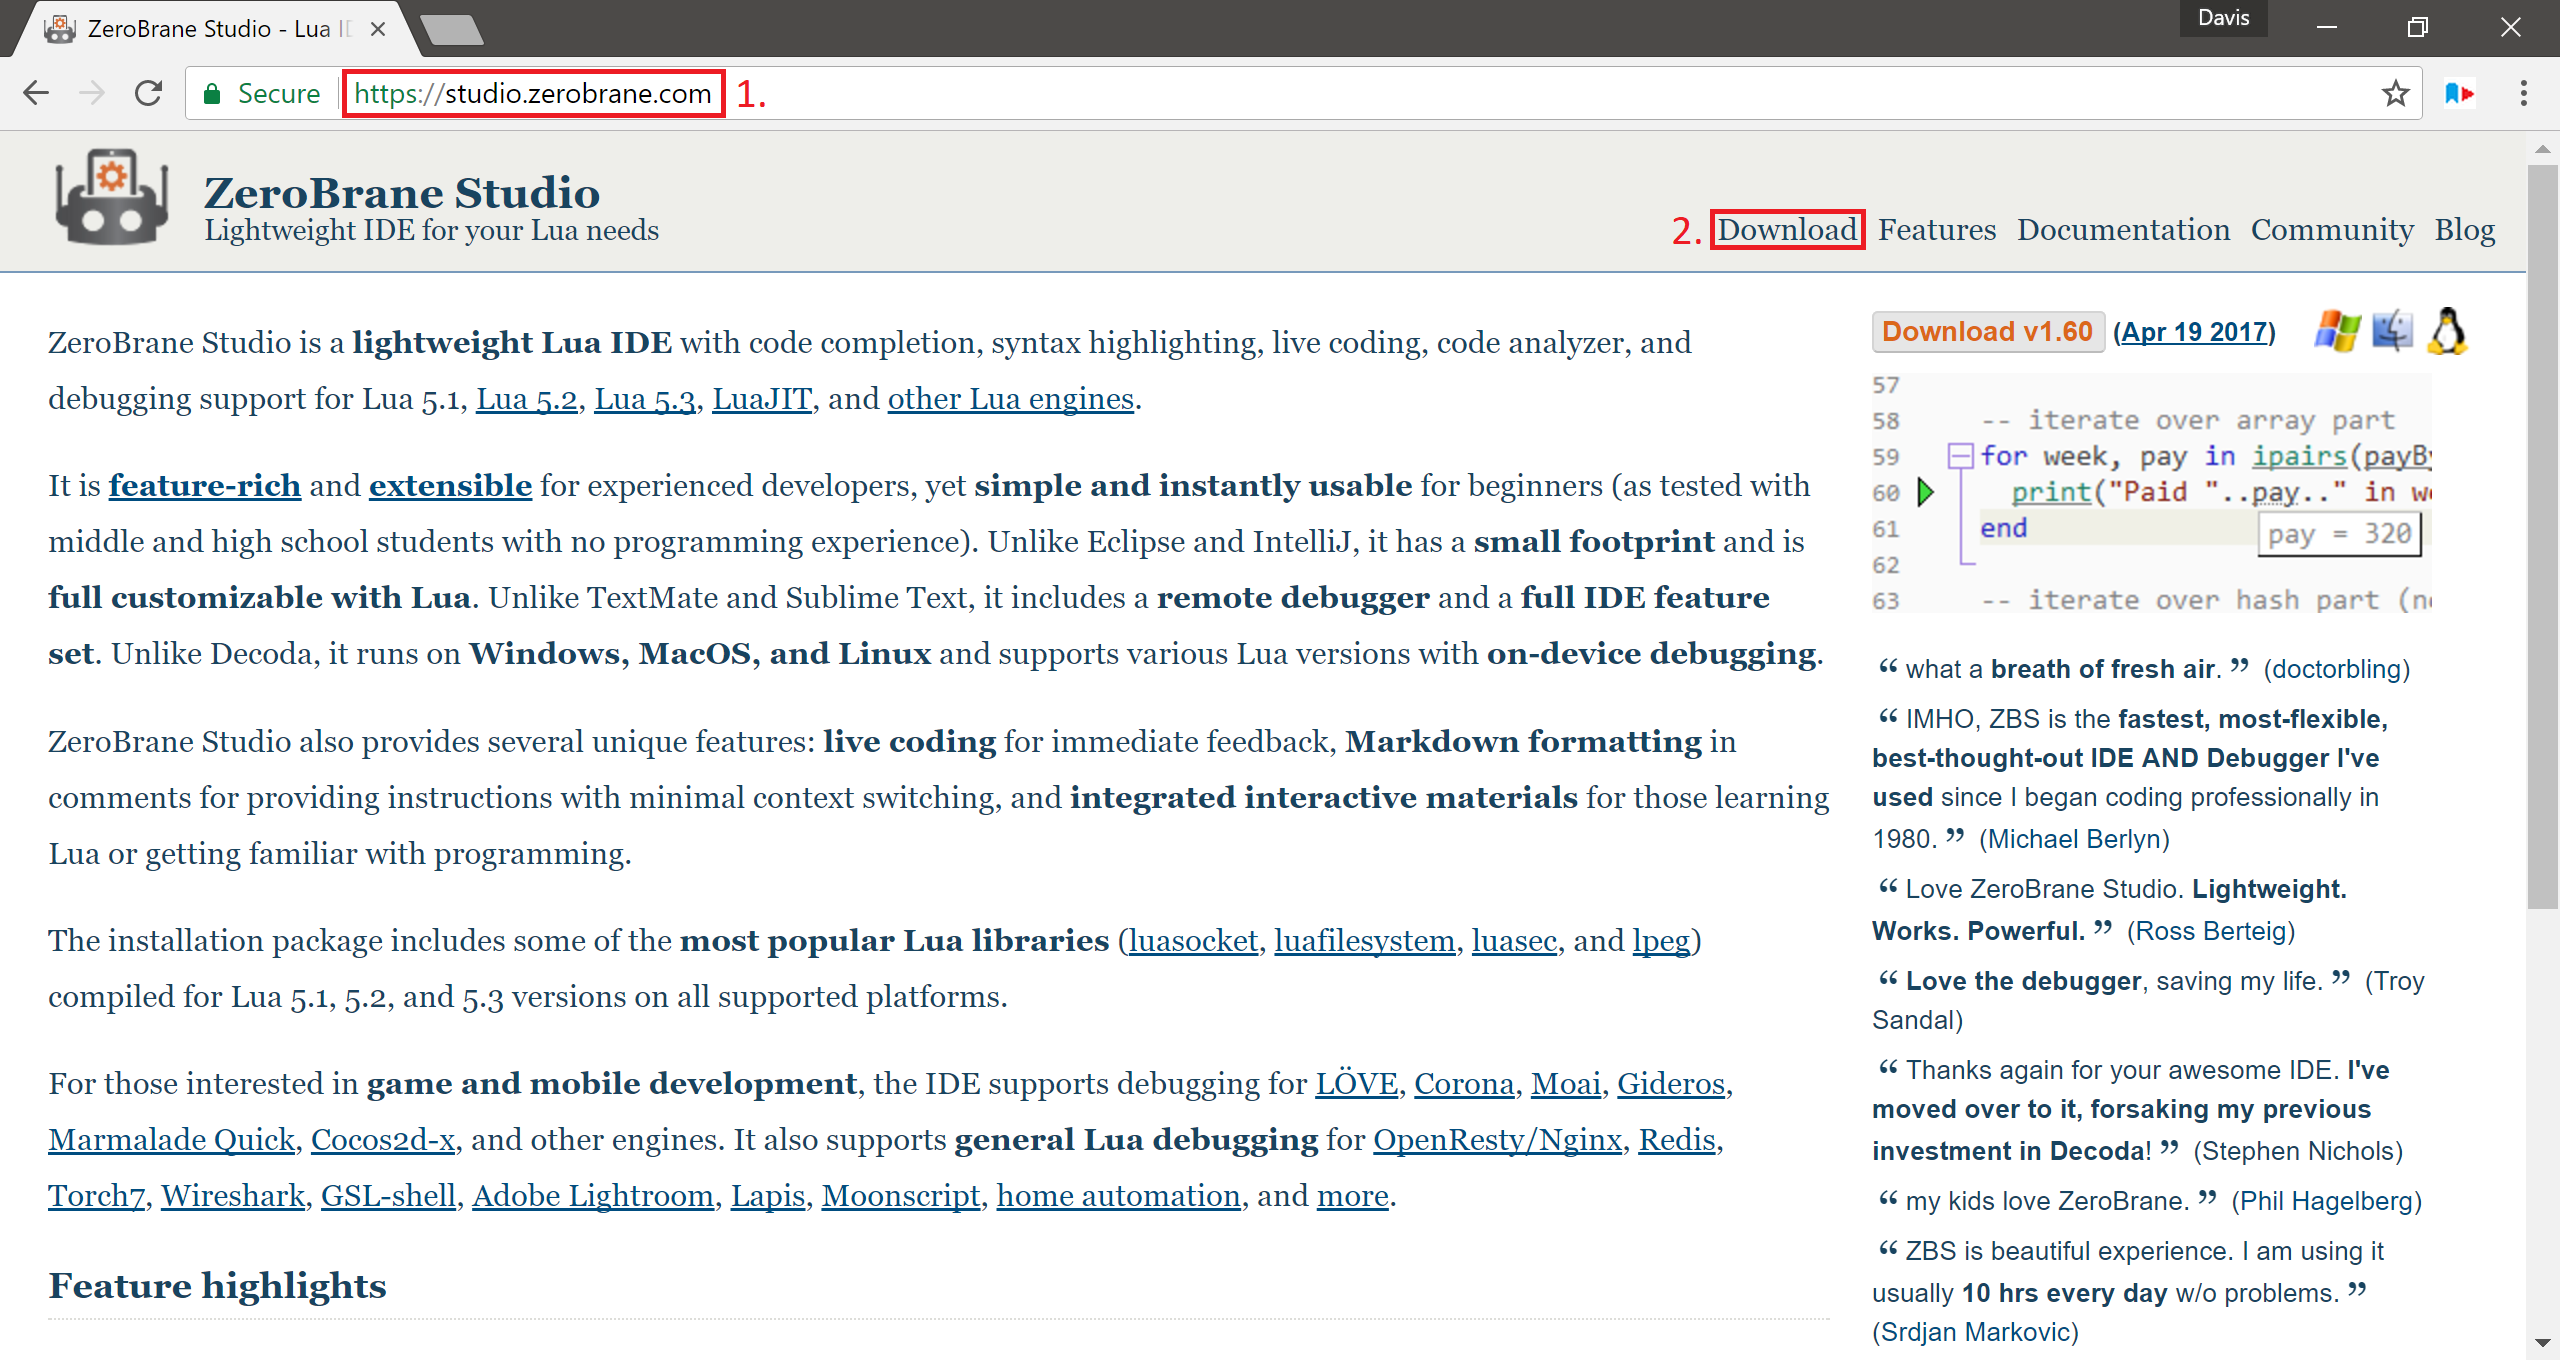 ZeroBrane Studio - Lua
Davis
Secure
https://studio.zerobrane.com 1.
ZeroBrane Studio
Lightweight IDE for your Lua needs
2. Download Features Documentation Community Blog
ZeroBrane Studio is a lightweight Lua IDE with code completion, syntax highlighting, live coding, code analyzer, and
debugging support for Lua 5.1, Lua 5.2, Lua 5.3, LuaJIT, and other Lua engines.
It is feature-rich and extensible for experienced developers, yet simple and instantly usable for beginners (as tested with
middle and high school students with no programming experience). Unlike Eclipse and IntelliJ, it has a small footprint and is
full customizable with Lua. Unlike TextMate and Sublime Text, it includes a remote debugger and a full IDE feature
set. Unlike Decoda, it runs on Windows, MacOS, and Linux and supports various Lua versions with on-device debugging.
ZeroBrane Studio also provides several unique features: live coding for immediate feedback, Markdown formatting in
comments for providing instructions with minimal context switching, and integrated interactive materials for those learning
Lua or getting familiar with programming.
The installation package includes some of the most popular Lua libraries (luasocket, luafilesystem, luasec, and lpeg)
compiled for Lua 5.1, 5.2, and 5.3 versions on all supported platforms.
For those interested in game and mobile development, the IDE supports debugging for LÖVE, Corona, Moai, Gideros,
Marmalade Quick, Cocos2d-x, and other engines. It also supports general Lua debugging for OpenResty/Nginx, Redis,
Torch7, Wireshark, GSL-shell, Adobe Lightroom, Lapis, Moonscript, home automation, and more.
Feature highlights
Download v1.60 (Apr 19 2017)
57
58 -- iterate over array part
59 for week, pay in ipairs(payBy
60 print("Paid "..pay.." in we
61 end
pay = 320
62
63 -- iterate over hash part (no
“ what a breath of fresh air. ” (doctorbling)
“ IMHO, ZBS is the fastest, most-flexible,
best-thought-out IDE AND Debugger I've
used since I began coding professionally in
1980. ” (Michael Berlyn)
“ Love ZeroBrane Studio. Lightweight.
Works. Powerful. ” (Ross Berteig)
“ Love the debugger, saving my life. ” (Troy
Sandal)
“ Thanks again for your awesome IDE. I've
moved over to it, forsaking my previous
investment in Decoda! ” (Stephen Nichols)
“ my kids love ZeroBrane. ” (Phil Hagelberg)
“ ZBS is beautiful experience. I am using it
usually 10 hrs every day w/o problems. ”
(Srdjan Markovic)